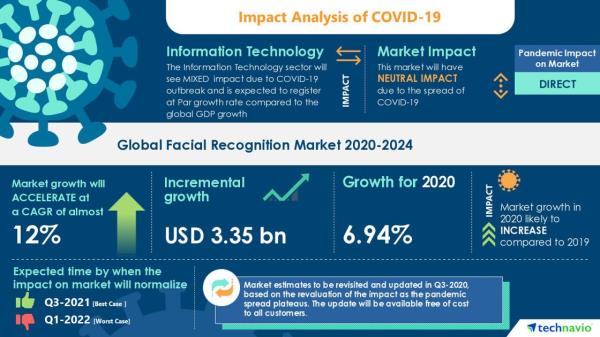 Impact Analysis of COVID-19
Information Technology
The Information Technology sector will
see MIXED impact due to COVID-19
outbreak and is expected to register
at Par growth rate compared to the
global GDP growth
IMPACT
Market Impact
This market will have
NEUTRAL IMPACT
due to the spread of
COVID-19
Pandemic Impact
on Market
DIRECT
Global Facial Recognition Market 2020-2024
Market growth will
ACCELERATE at
a CAGR of almost
12%
Incremental
growth
USD 3.35 bn
Growth for 2020
6.94%
IMPACT
Market growth in
2020 likely to
INCREASE
compared to 2019
Expected time by when the
impact on market will normalize
Q3-2021 [Best Case ]
Q1-2022 [Worst Case]
Market estimates to be revisited and updated in Q3-2020,
based on the revaluation of the impact as the pandemic
spread plateaus. The update will be available free of cost
to all customers.
technavio